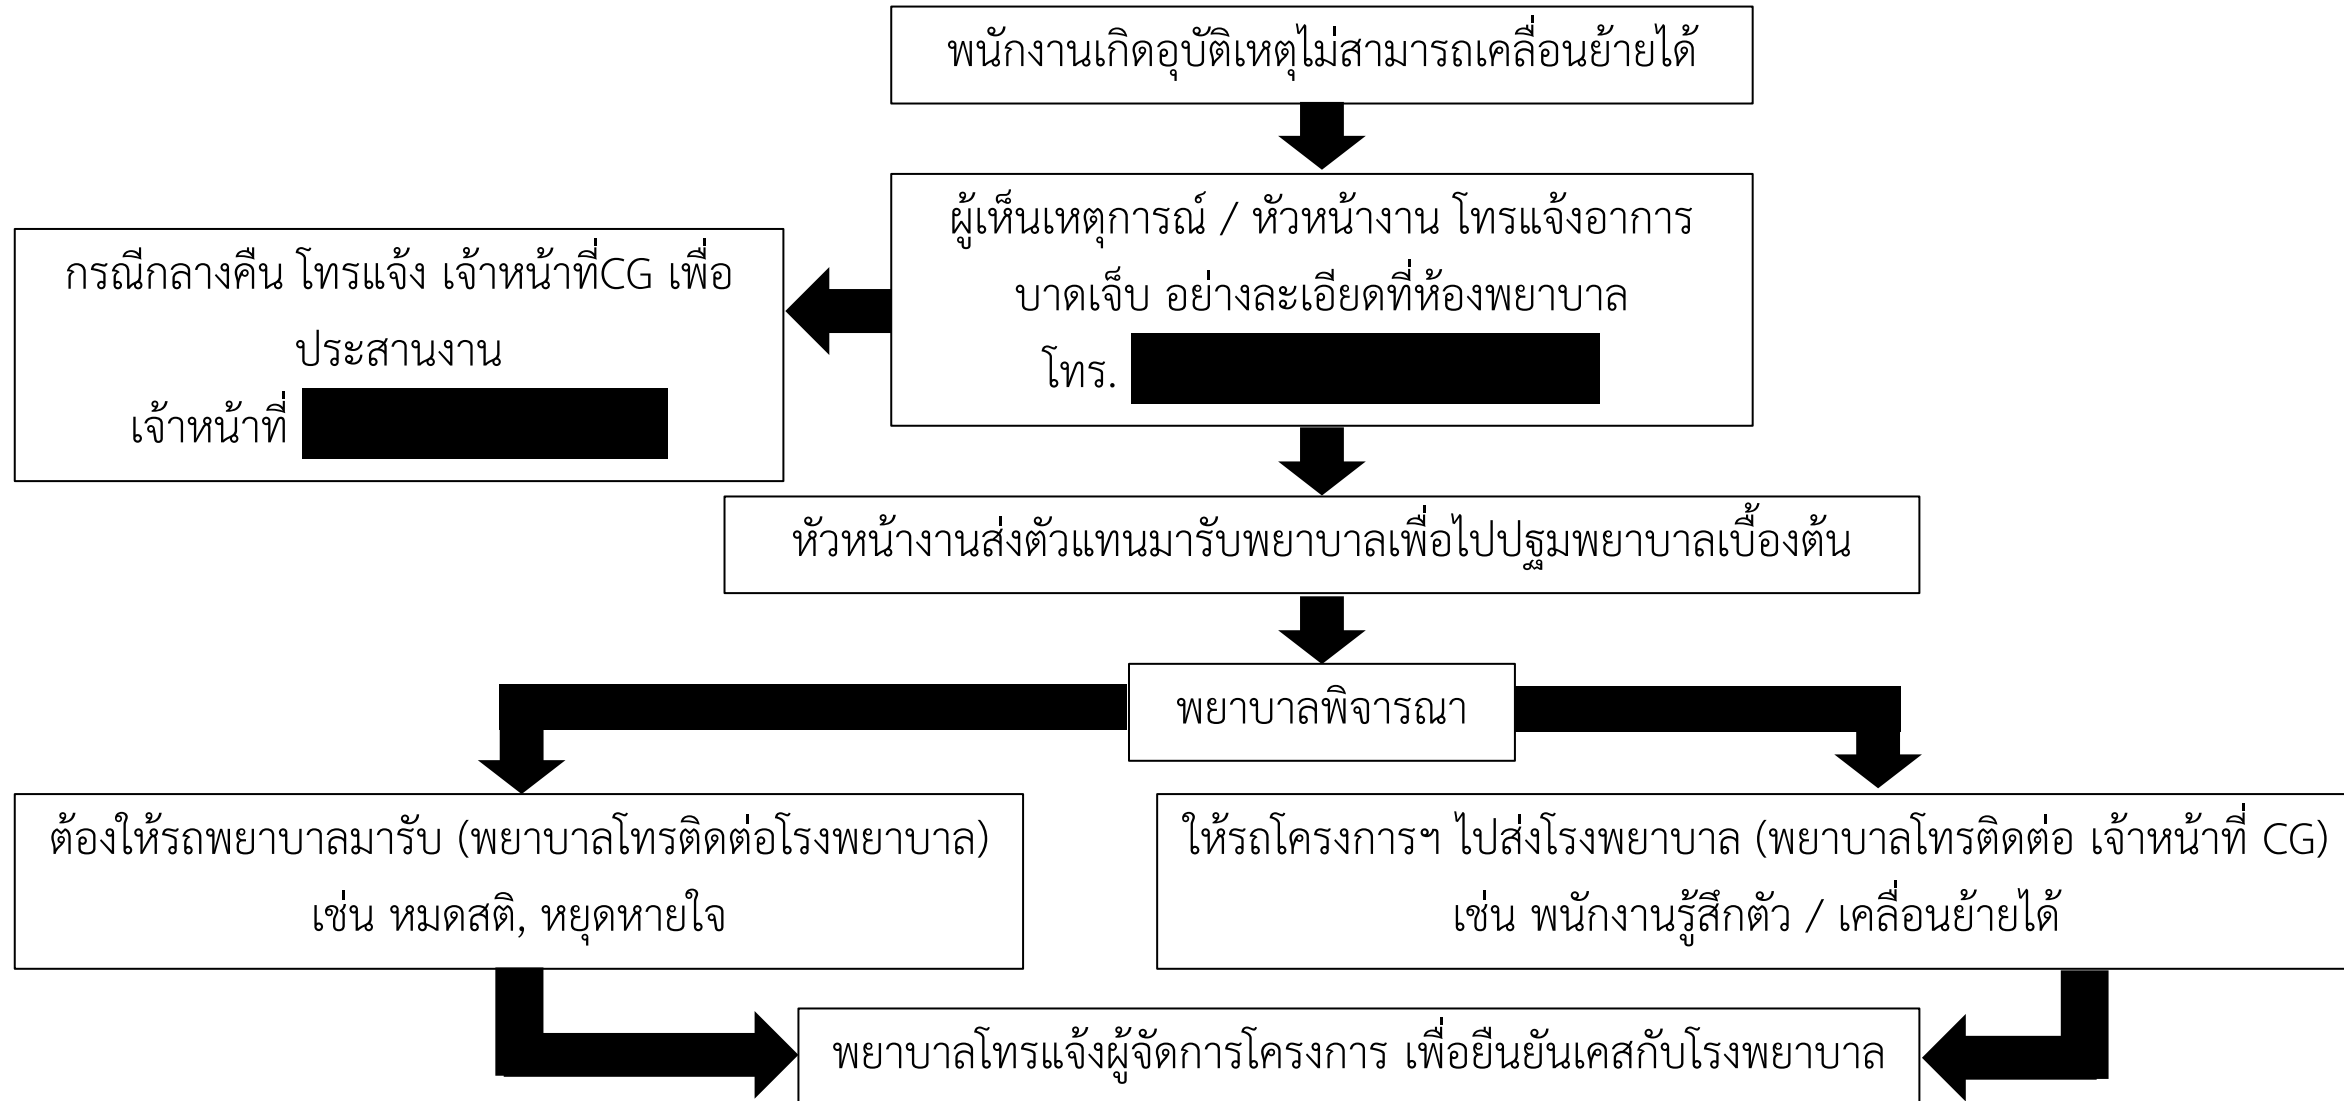 พนักงานเกิดอุบัติเหตุไม่สามารถเคลื่อนย้ายได้
ผู้เห็นเหตุการณ์ / หัวหน้างาน โทรแจ้งอาการ
บาดเจ็บ อย่างละเอียดที่ห้องพยาบาล
โทร.
กรณีกลางคืน โทรแจ้ง เจ้าหน้าที่CG เพื่อ
ประสานงาน
เจ้าหน้าที่
หัวหน้างานส่งตัวแทนมารับพยาบาลเพื่อไปปฐมพยาบาลเบื้องต้น
พยาบาลพิจารณา
ต้องให้รถพยาบาลมารับ (พยาบาลโทรติดต่อโรงพยาบาล)
เช่น หมดสติ, หยุดหายใจ
ให้รถโครงการฯ ไปส่งโรงพยาบาล (พยาบาลโทรติดต่อ เจ้าหน้าที่ CG)
เช่น พนักงานรู้สึกตัว / เคลื่อนย้ายได้
พยาบาลโทรแจ้งผู้จัดการโครงการ เพื่อยืนยันเคสกับโรงพยาบาล